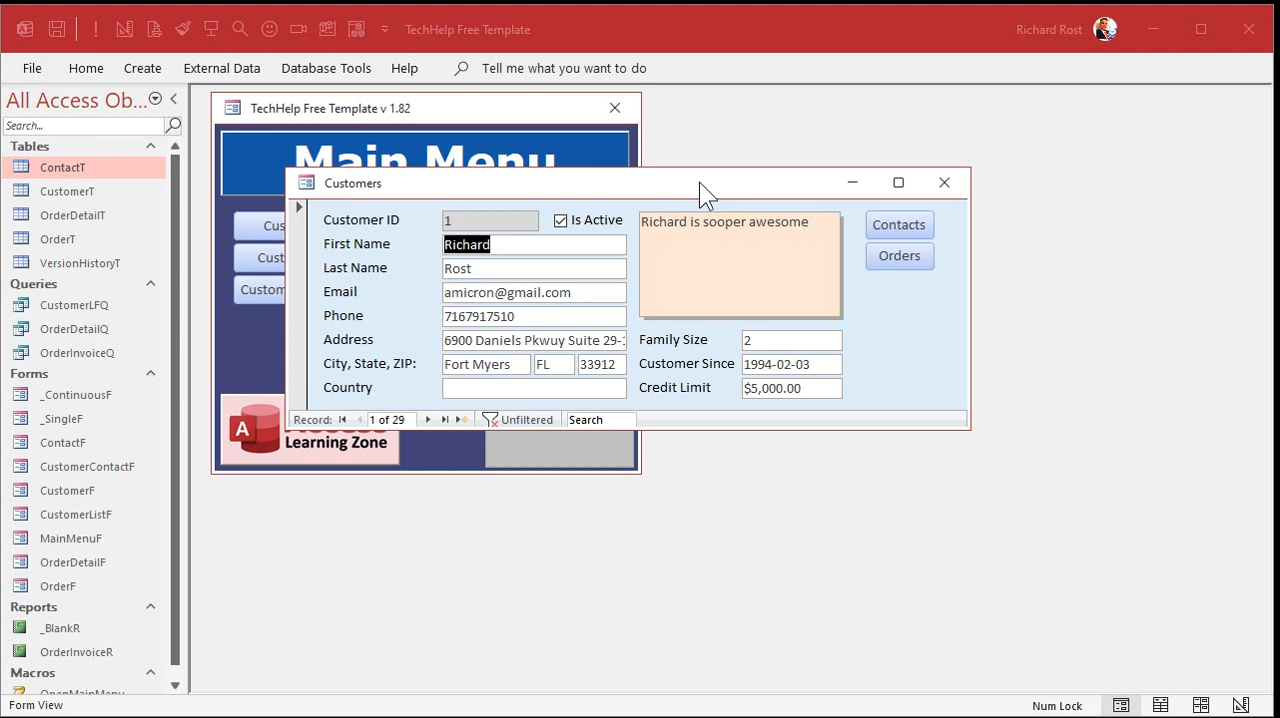 TechHelp Free Template
Richard Rost
File Home Create External Data Database Tools Help Tell me what you want to do
All Access Ob...
Search...
Tables
ContactT
CustomerT
OrderDetailT
OrderT
VersionHistoryT
Queries
CustomerLFQ
OrderDetailQ
OrderInvoiceQ
Forms
_ContinuousF
_SingleF
ContactF
CustomerContactF
CustomerF
CustomerListF
MainMenuF
OrderDetailF
OrderF
Reports
_BlankR
OrderInvoiceR
Macros
OpenMainMenu
TechHelp Free Template v 1.82
Main Menu
Cus
Cust
Custom
A
Learning Zone
Customers
Customer ID 1 Is Active
First Name Richard
Last Name Rost
Email amicron@gmail.com
Phone 7167917510
Address 6900 Daniels Pkwuy Suite 29-1
City, State, ZIP: Fort Myers FL 33912
Country
Richard is sooper awesome
Family Size 2
Customer Since 1994-02-03
Credit Limit $5,000.00
Contacts
Orders
Record: 1 of 29 Unfiltered Search
Form View
Num Lock